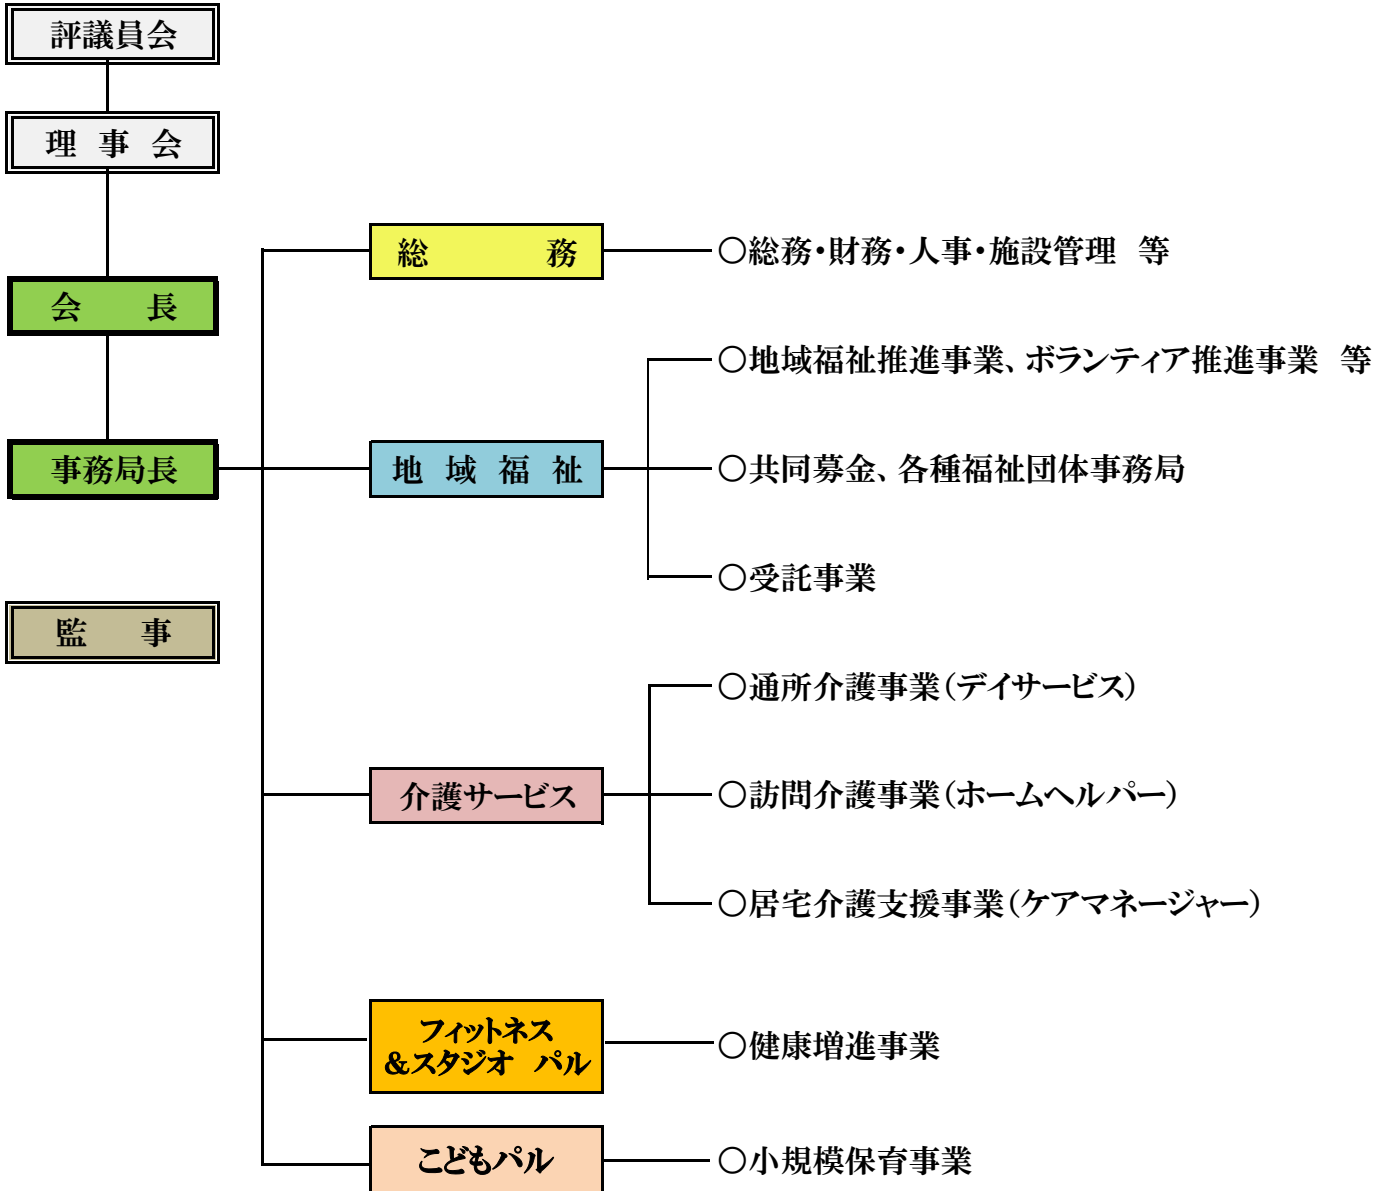 評議員会
理 事 会
会 長
事務局長
監 事
総 務
○総務・財務・人事・施設管理 等
地 域 福 祉
○地域福祉推進事業、ボランティア推進事業 等
○共同募金、各種福祉団体事務局
○受託事業
介護サービス
○通所介護事業(デイサービス)
○訪問介護事業(ホームヘルパー)
○居宅介護支援事業(ケアマネージャー)
フィットネス
&スタジオ パル
○健康増進事業
こどもパル
○小規模保育事業